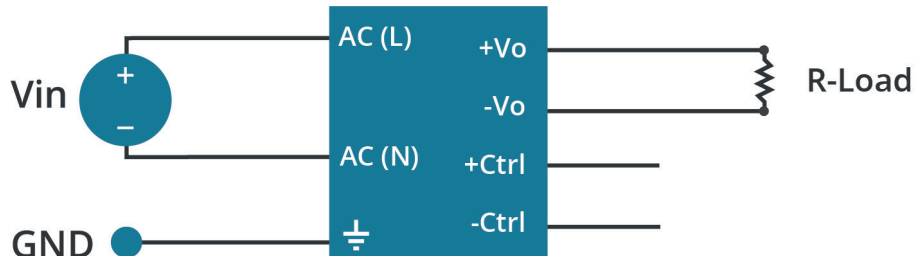 AC (L)
+Vo
Vin
+
−
R-Load
-Vo
AC (N)
+Ctrl
-Ctrl
GND